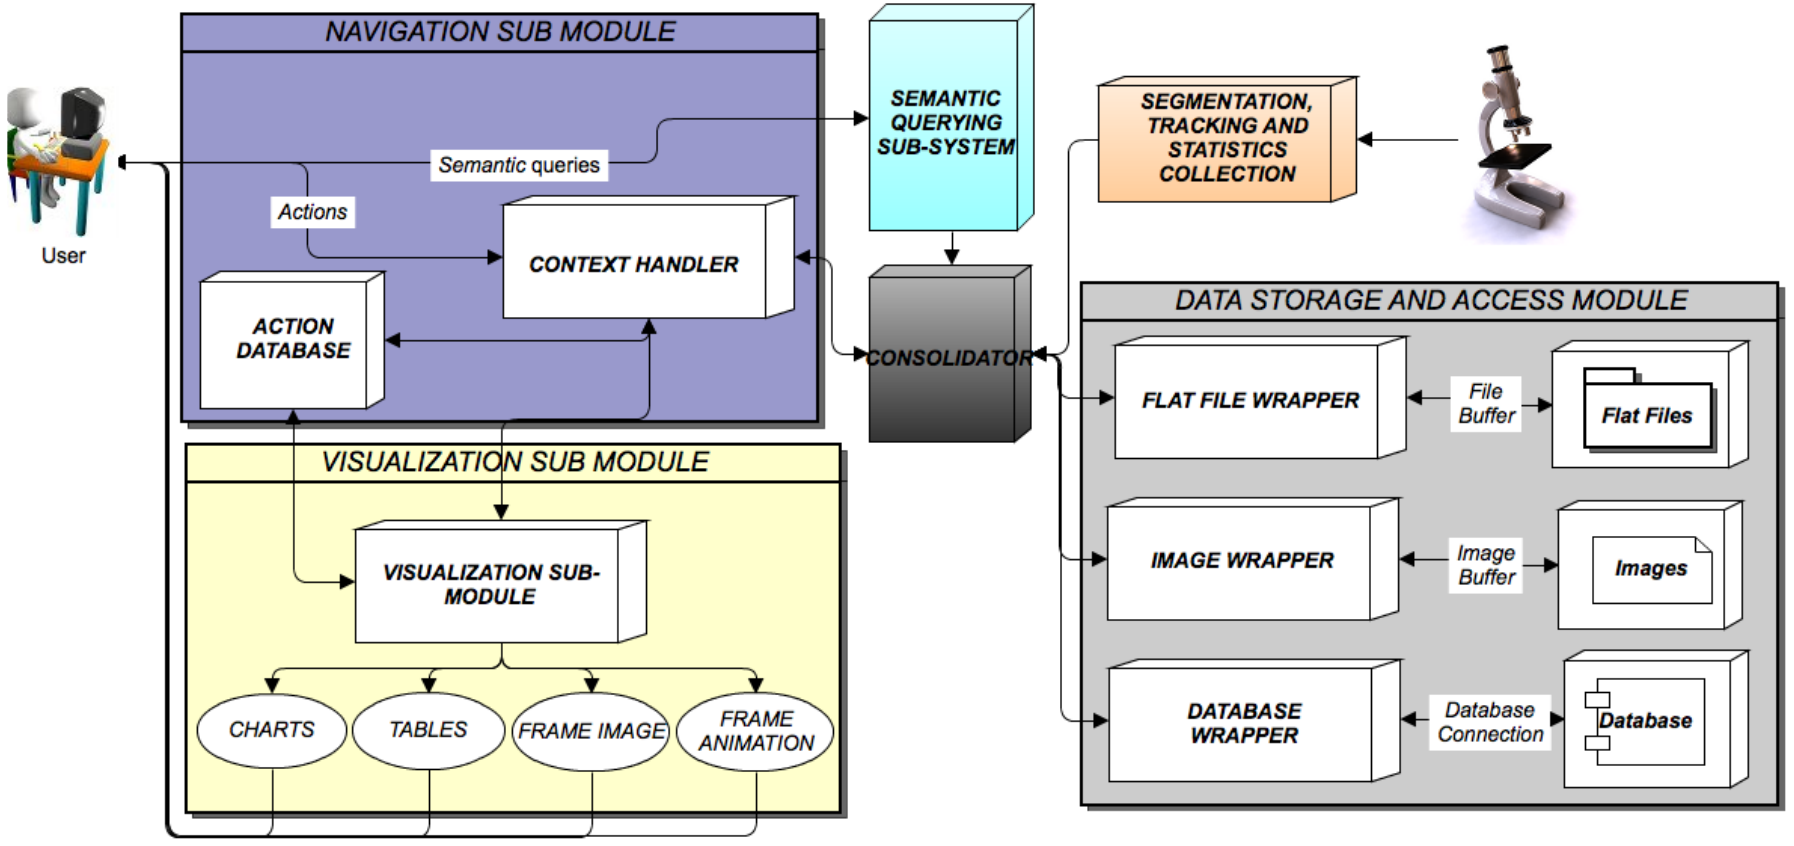 NAVIGATION SUB MODULE
User
Semantic queries
Actions
CONTEXT HANDLER
ACTION
DATABASE
VISUALIZATION SUB MODULE
VISUALIZATION SUB-
MODULE
CHARTS
TABLES
FRAME IMAGE
FRAME
ANIMATION
SEMANTIC
QUERYING
SUB-SYSTEM
CONSOLIDATOR
SEGMENTATION,
TRACKING AND
STATISTICS
COLLECTION
DATA STORAGE AND ACCESS MODULE
FLAT FILE WRAPPER
File
Buffer
Flat Files
IMAGE WRAPPER
Image
Buffer
Images
DATABASE
WRAPPER
Database
Connection
Database